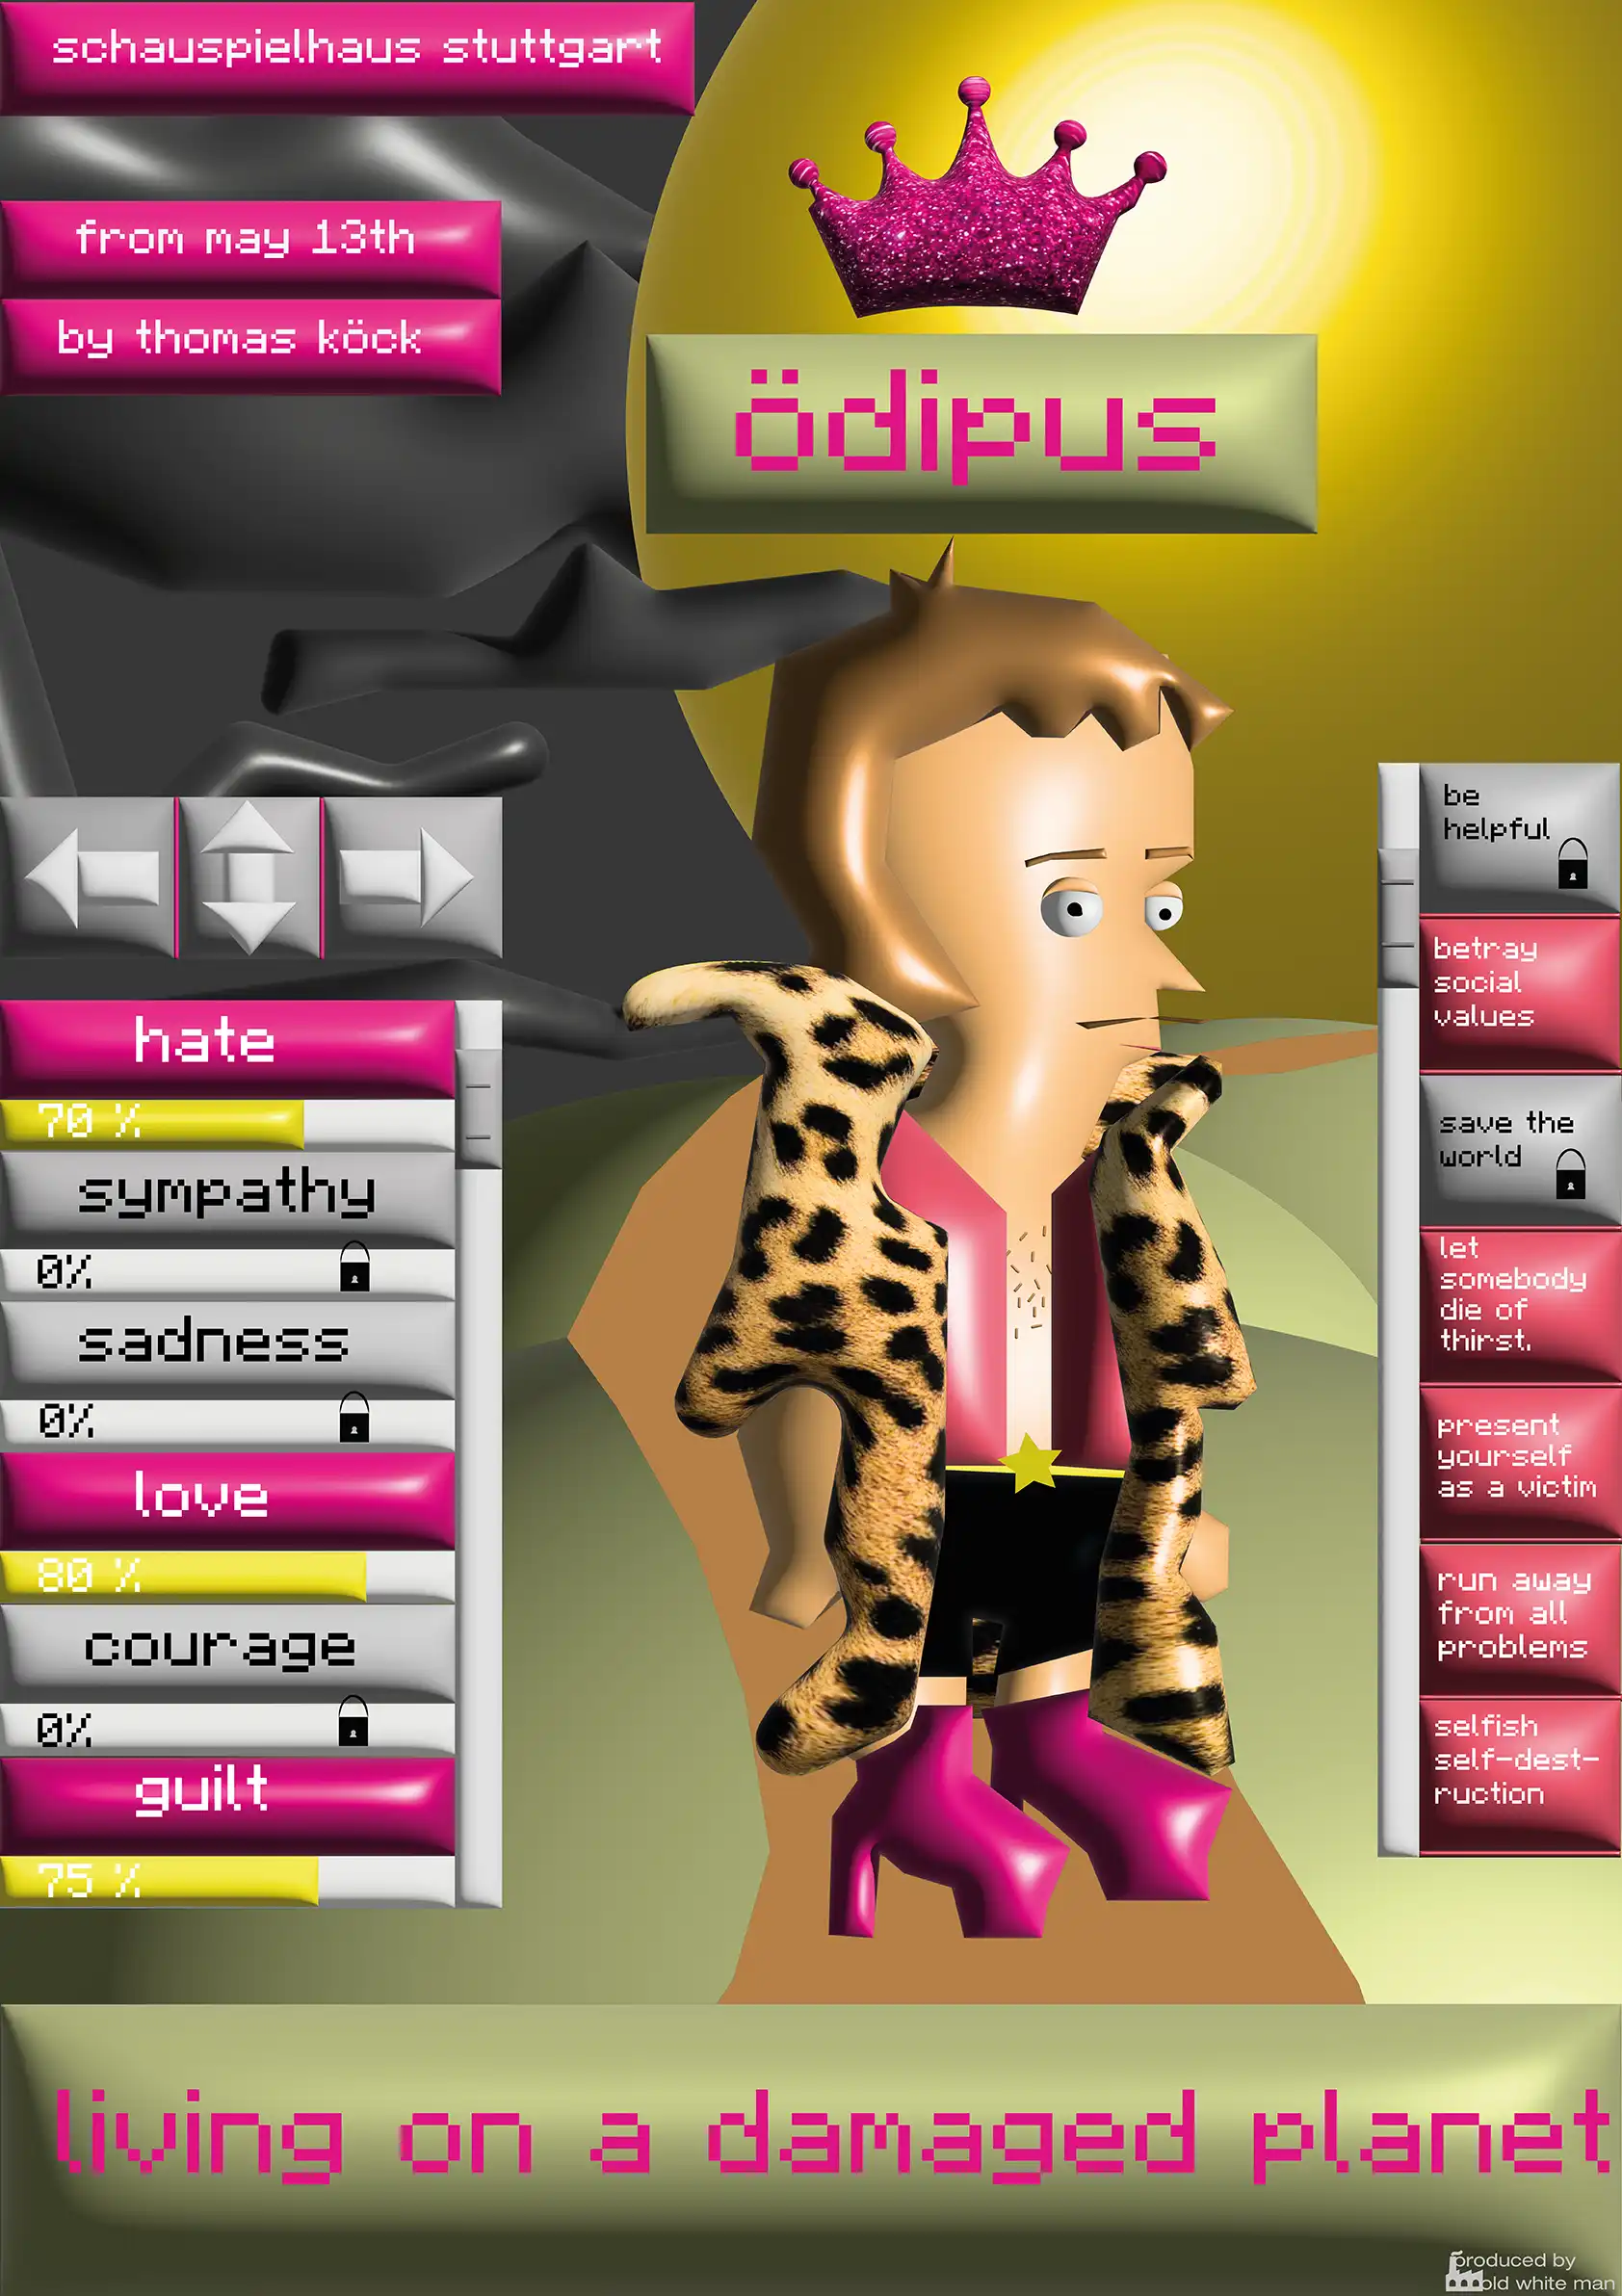 schauspielhaus stuttgart
from may 13th
by thomas köck
ödipus
hate
70 %
sympathy
0%
sadness
0%
love
80 %
courage
0%
guilt
75 %
be
helpful
betray
social
values
save the
world
let
somebody
die of
thirst.
present
yourself
as a victim
run away
from all
problems
selfish
self-dest-
ruction
living on a damaged planet
produced by
old white man